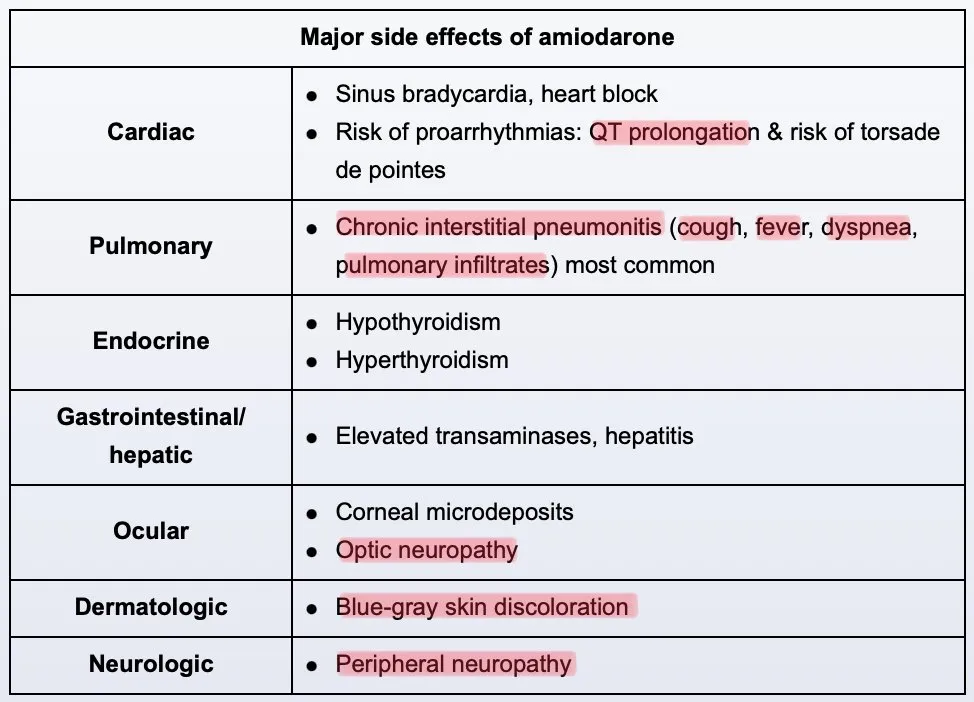 Major side effects of amiodarone
Cardiac
• Sinus bradycardia, heart block
• Risk of proarrhythmias: QT prolongation & risk of torsade
de pointes
Pulmonary
• Chronic interstitial pneumonitis (cough, fever, dyspnea,
pulmonary infiltrates) most common
Endocrine
• Hypothyroidism
• Hyperthyroidism
Gastrointestinal/
hepatic
• Elevated transaminases, hepatitis
Ocular
• Corneal microdeposits
• Optic neuropathy
Dermatologic
• Blue-gray skin discoloration
Neurologic
• Peripheral neuropathy